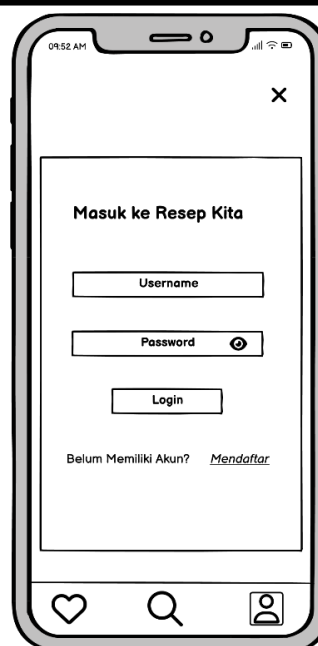 09:52 AM
Masuk ke Resep Kita
Username
Password
Login
Belum Memiliki Akun? Mendaftar